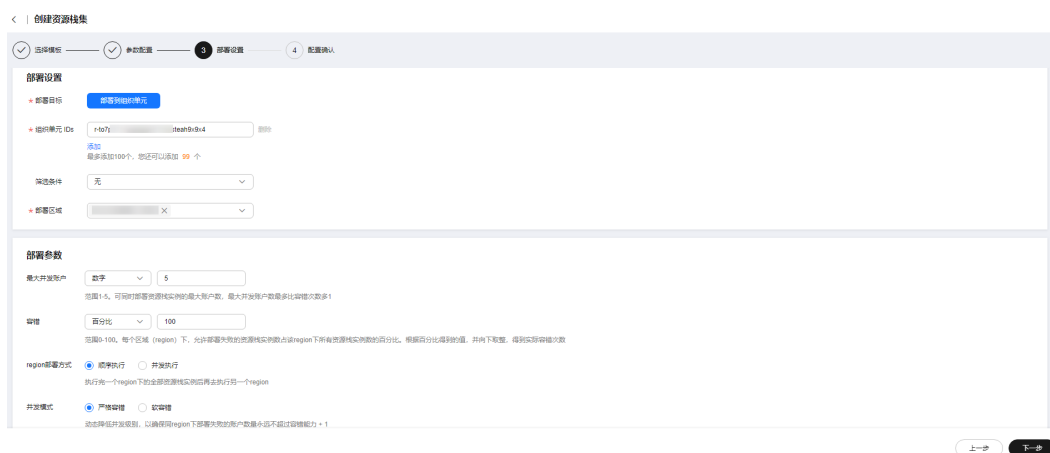 创建资源栈集
选择模板 参数配置 3 部署设置 4 配置确认
部署设置
* 部署目标 部署到组织单元
* 组织单元 IDs r-to7 deah9x9x4 删除
添加
最多添加100个，您还可以添加 99 个
筛选条件 无
* 部署区域
部署参数
最大并发账户 数字 5
范围1-5。可同时部署资源栈实例的最大账户数，最大并发账户数最多比容错次数多1
容错 百分比 100
范围0-100。每个区域（region）下，允许部署失败的资源栈实例数占该region下所有资源栈实例数的百分比。根据百分比得到的值，并向下取整，得到实际容错次数
region部署方式 顺序执行 并发执行
执行完一个region下的全部资源栈实例后再去执行另一个region
并发模式 严格容错 软容错
动态降低并发级别，以确保同region下部署失败的账户数量永远不超过容错能力 + 1
上一步 下一步